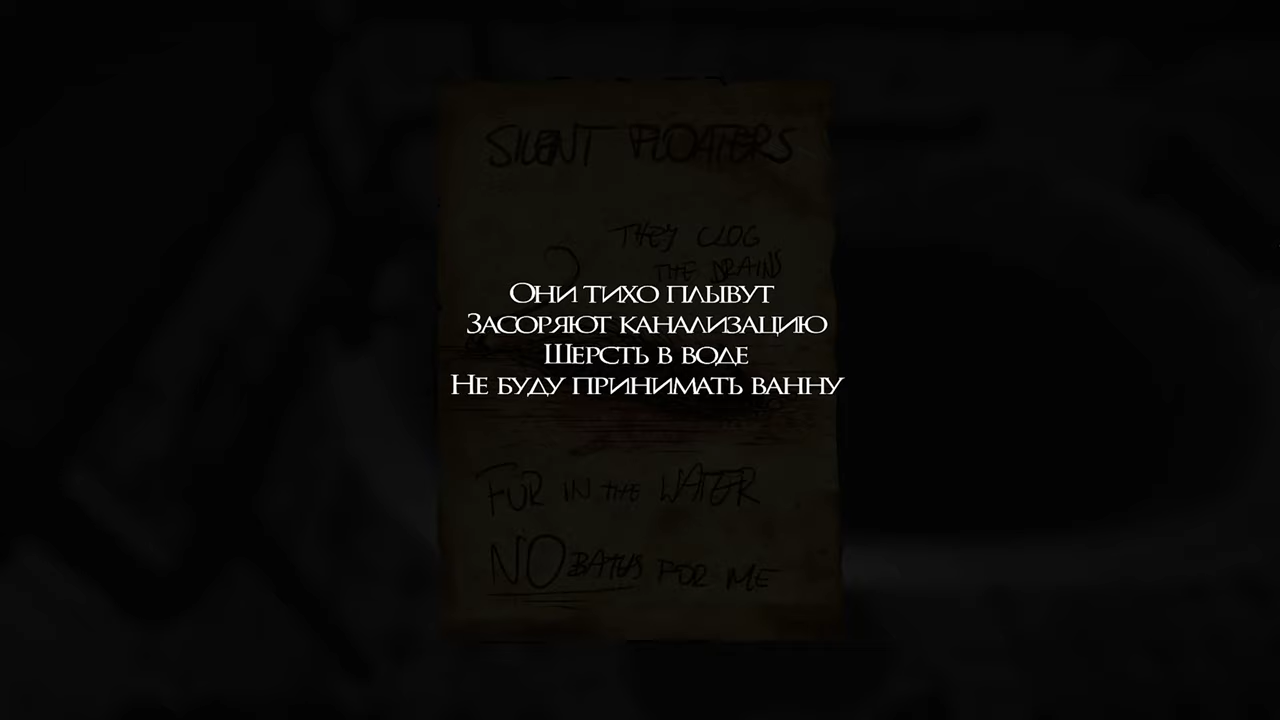 SILENT FLOATERS
THEY CLOG
THE DRAINS
Они тихо плывут
Засоряют канализацию
Шерсть в воде
Не буду принимать ванну
FUR IN THE WATER
NO BATHS FOR ME